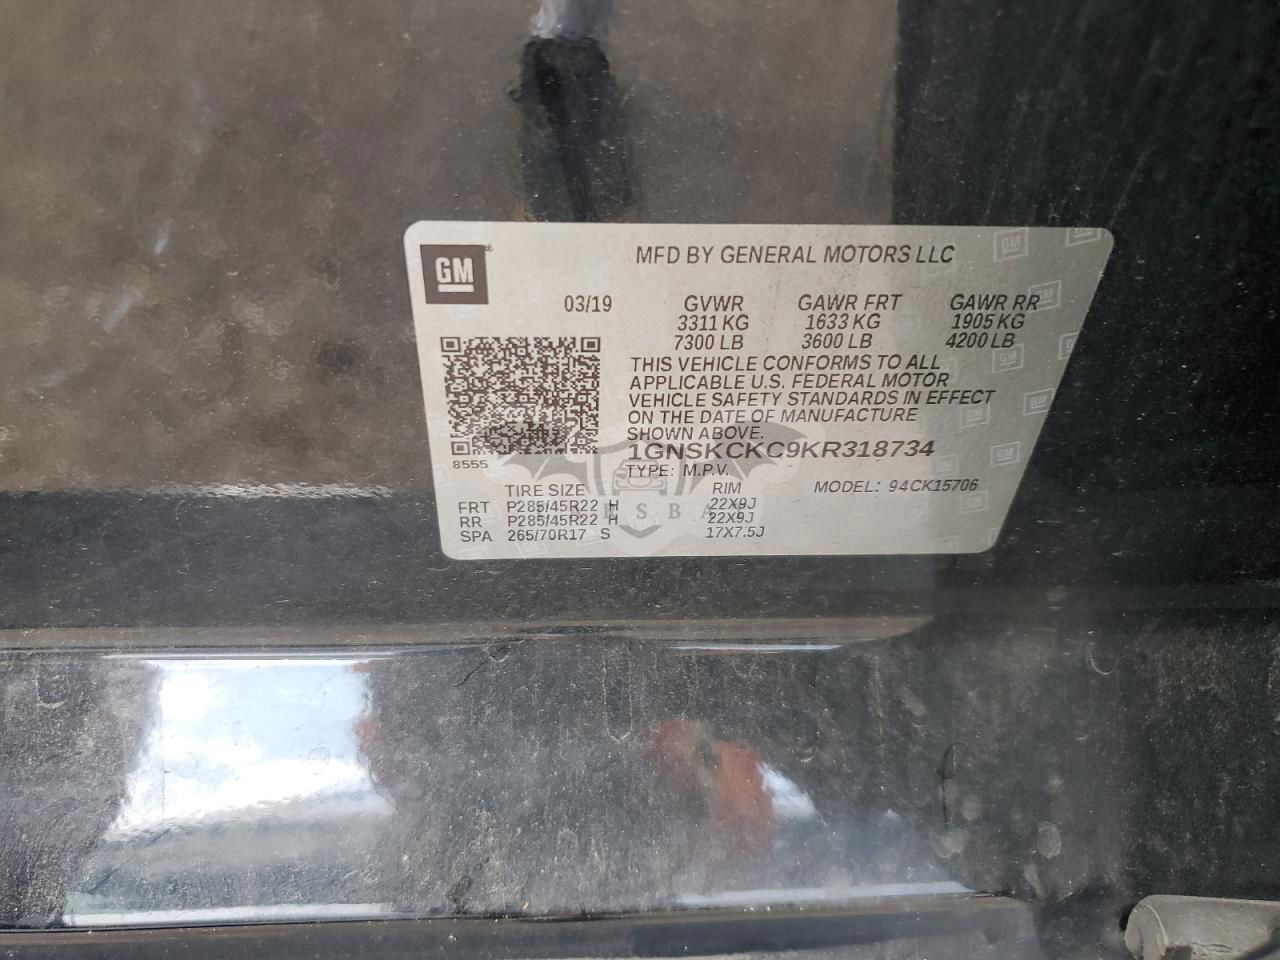 GM
MFD BY GENERAL MOTORS LLC
03/19 GVWR GAWR FRT GAWR RR
3311 KG 1633 KG 1905 KG
7300 LB 3600 LB 4200 LB
THIS VEHICLE CONFORMS TO ALL
APPLICABLE U.S. FEDERAL MOTOR
VEHICLE SAFETY STANDARDS IN EFFECT
ON THE DATE OF MANUFACTURE
SHOWN ABOVE.
8555
1GNSKCKC9KR318734
TYPE: M.P.V.
TIRE SIZE RIM MODEL: 94CK15706
FRT P285/45R22 H 22X9J
RR P285/45R22 H 22X9J
SPA 265/70R17 S 17X7.5J